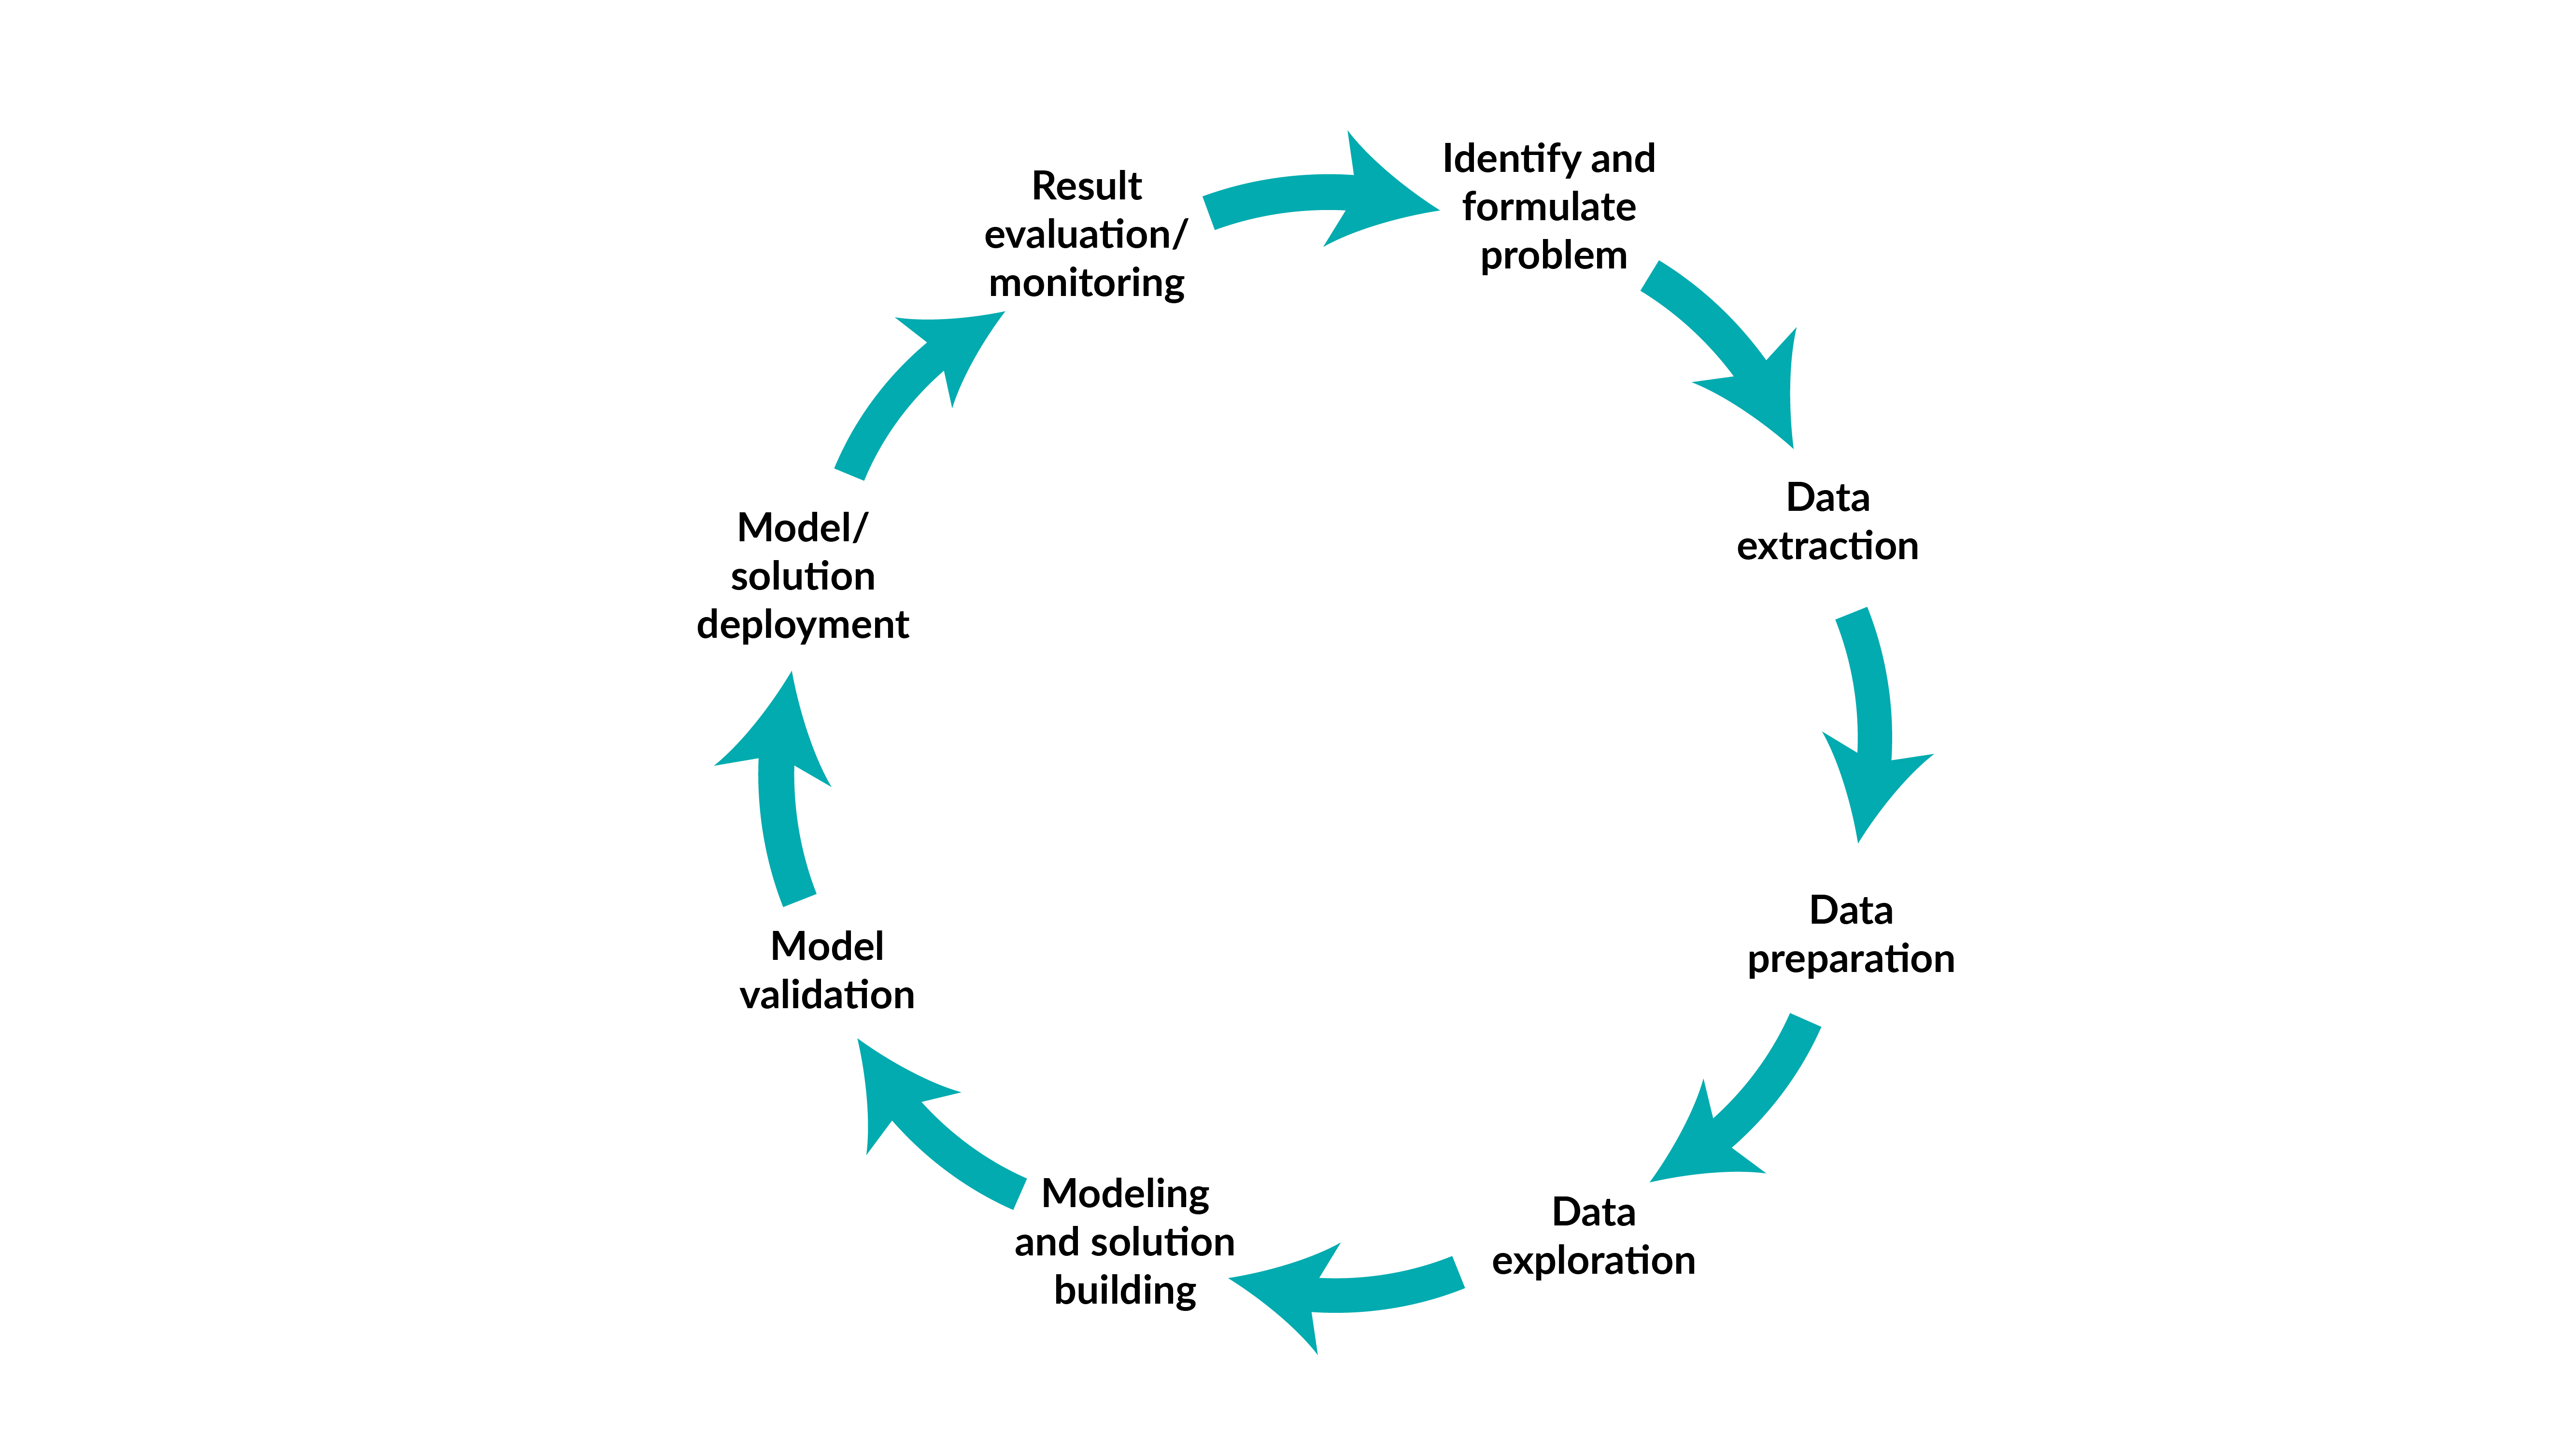 Identify and
formulate
problem
Data
extraction
Data
preparation
Data
exploration
Modeling
and solution
building
Model
validation
Model/
solution
deployment
Result
evaluation/
monitoring